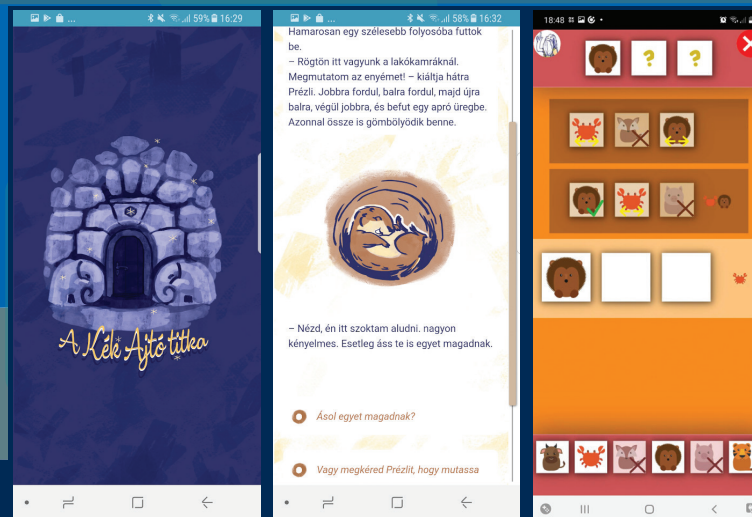 ... 59% 16:29
A Kék Ajtó titka
... 58% 16:32
Hamarosan egy szélesebb folyosóba futtok
be.
– Rögtön itt vagyunk a lakókamráknál.
Megmutatom az enyémet! – kiáltja hátra
Prézli. Jobbra fordul, balra fordul, majd újra
balra, végül jobbra, és befut egy apró üregbe.
Azonnal össze is gömbölyödik benne.
– Nézd, én itt szoktam aludni. nagyon
kényelmes. Esetleg áss te is egyet magadnak.
Ásol egyet magadnak?
Vagy megkéred Prézlit, hogy mutassa
18:48
? ?